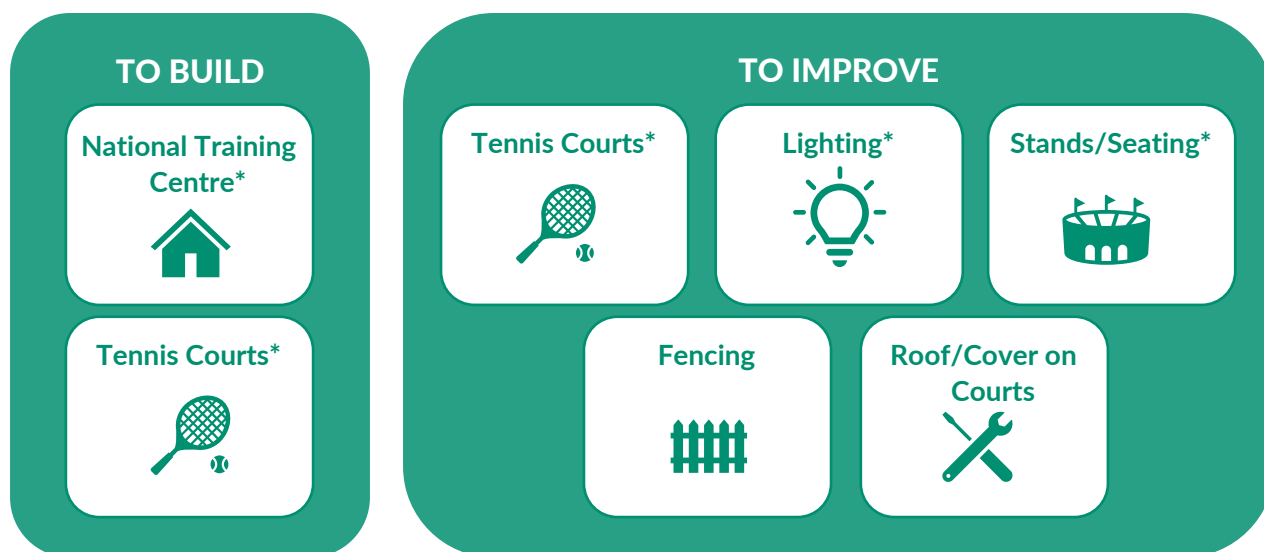 TO BUILD
National Training
Centre*
Tennis Courts*
TO IMPROVE
Tennis Courts*
Lighting*
Stands/Seating*
Fencing
Roof/Cover on
Courts